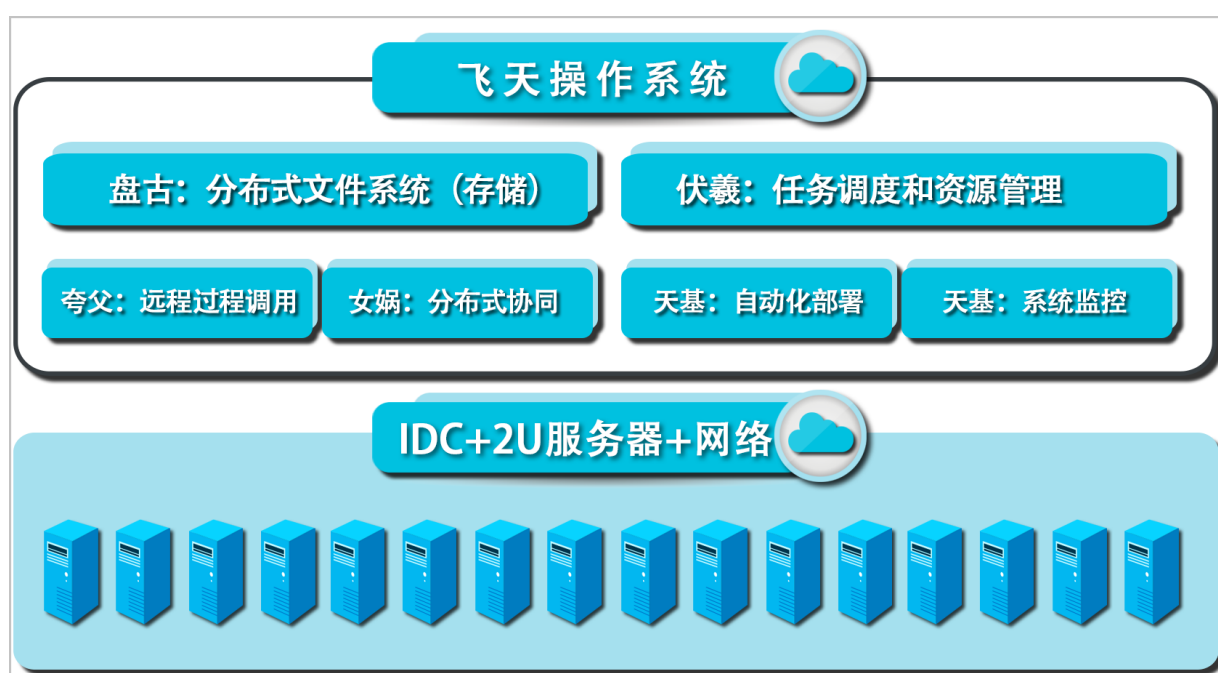 飞天操作系统
盘古：分布式文件系统（存储）
伏羲：任务调度和资源管理
夸父：远程过程调用
女娲：分布式协同
天基：自动化部署
天基：系统监控
IDC+2U服务器+网络